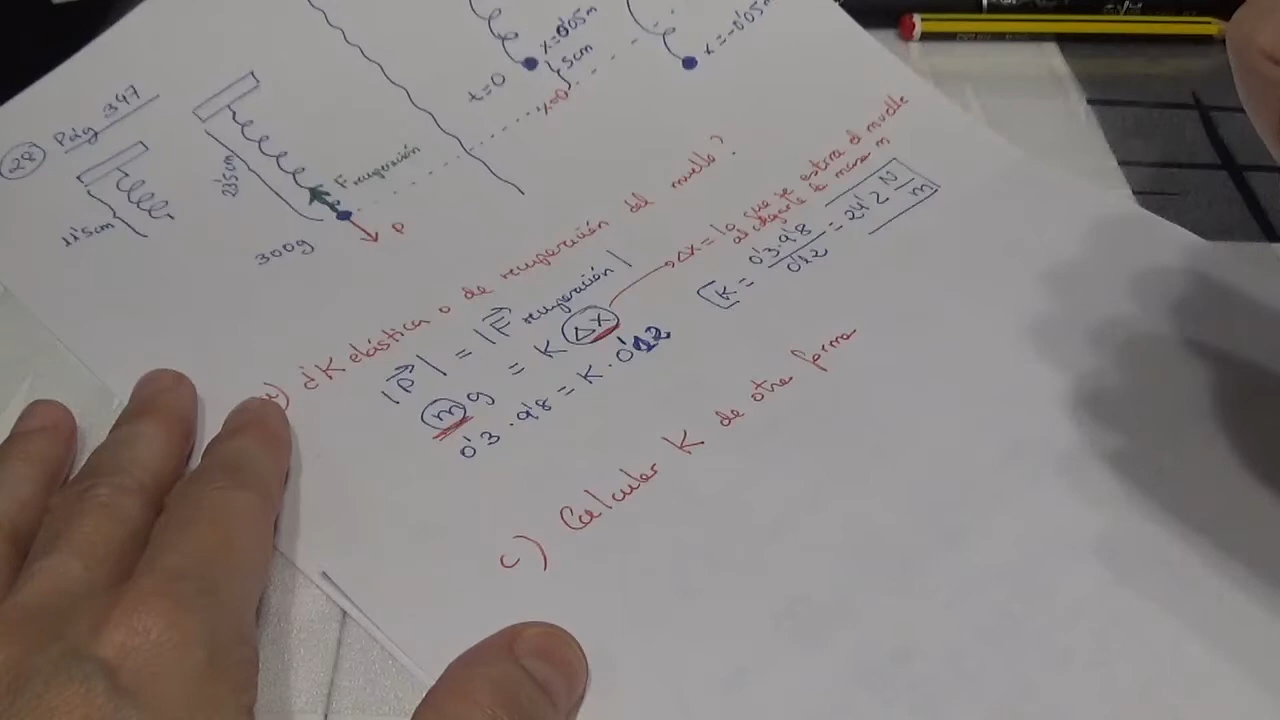 28 Pág 347
11'5cm
23'5cm
F recuperación
P
300g
t=0
x=0'05m
5cm
x=0
x=-0'05m
a) ¿K elástica o de recuperación del muelle?
|P| = |F recuperación|
m g = K Δx
Δx = lo que se estira el muelle
al colgarle la masa m
0'3·9'8 = K·0'12
K = 0'3·9'8 / 0'12 = 24'2 N/m
c) Calcular K de otra forma